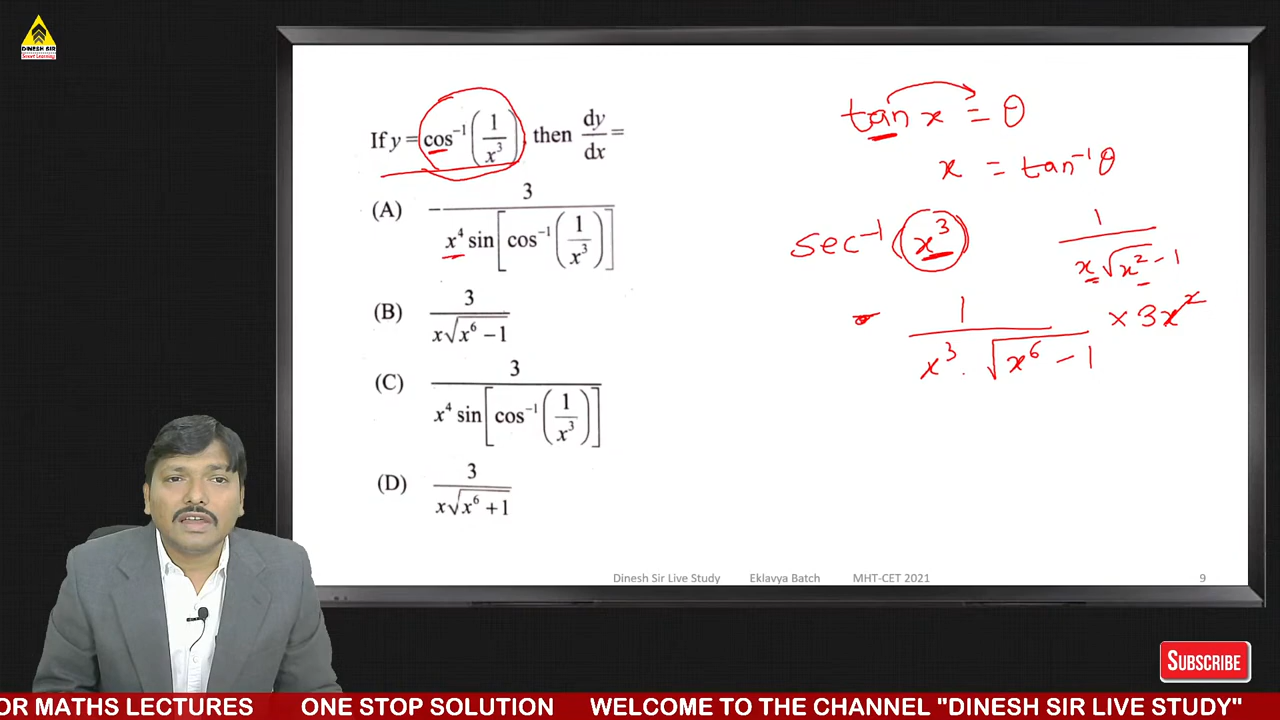 DINESH SIR
Smart Learning
If y = cos⁻¹(1/x³), then dy/dx =
(A) −3/(x⁴ sin[cos⁻¹(1/x³)])
(B) 3/(x√(x⁶ − 1))
(C) 3/(x⁴ sin[cos⁻¹(1/x³)])
(D) 3/(x√(x⁶ + 1))
tan x = θ
x = tan⁻¹ θ
sec⁻¹(x³)
1/(x√(x² − 1))
1/(x³ . √(x⁶ − 1)) × 3x²
Dinesh Sir Live Study Eklavya Batch MHT-CET 2021 9
SUBSCRIBE
OR MATHS LECTURES ONE STOP SOLUTION WELCOME TO THE CHANNEL "DINESH SIR LIVE STUDY"